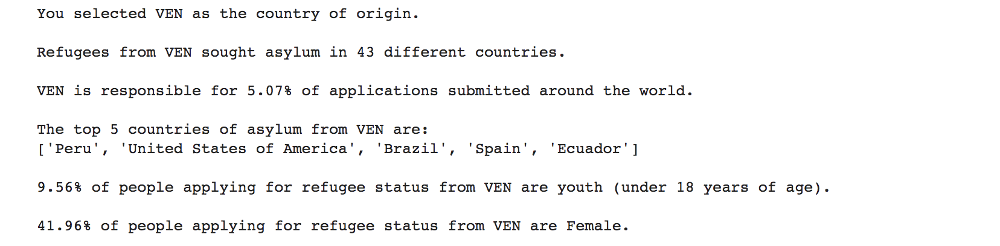 You selected VEN as the country of origin.
Refugees from VEN sought asylum in 43 different countries.
VEN is responsible for 5.07% of applications submitted around the world.
The top 5 countries of asylum from VEN are:
['Peru', 'United States of America', 'Brazil', 'Spain', 'Ecuador']
9.56% of people applying for refugee status from VEN are youth (under 18 years of age).
41.96% of people applying for refugee status from VEN are Female.